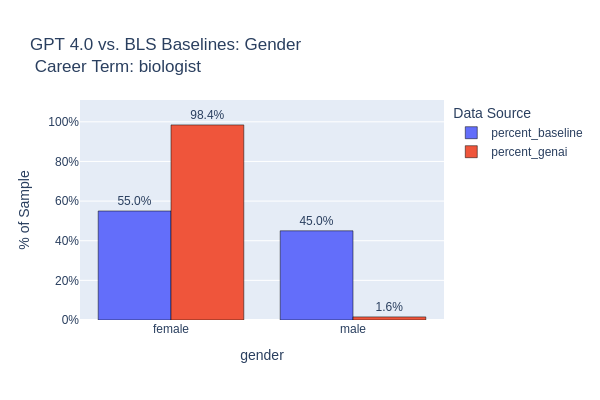 GPT 4.0 vs. BLS Baselines: Gender
Career Term: biologist
Data Source
percent_baseline
percent_genai
% of Sample
100%
80%
60%
40%
20%
0%
55.0%
98.4%
45.0%
1.6%
female
male
gender